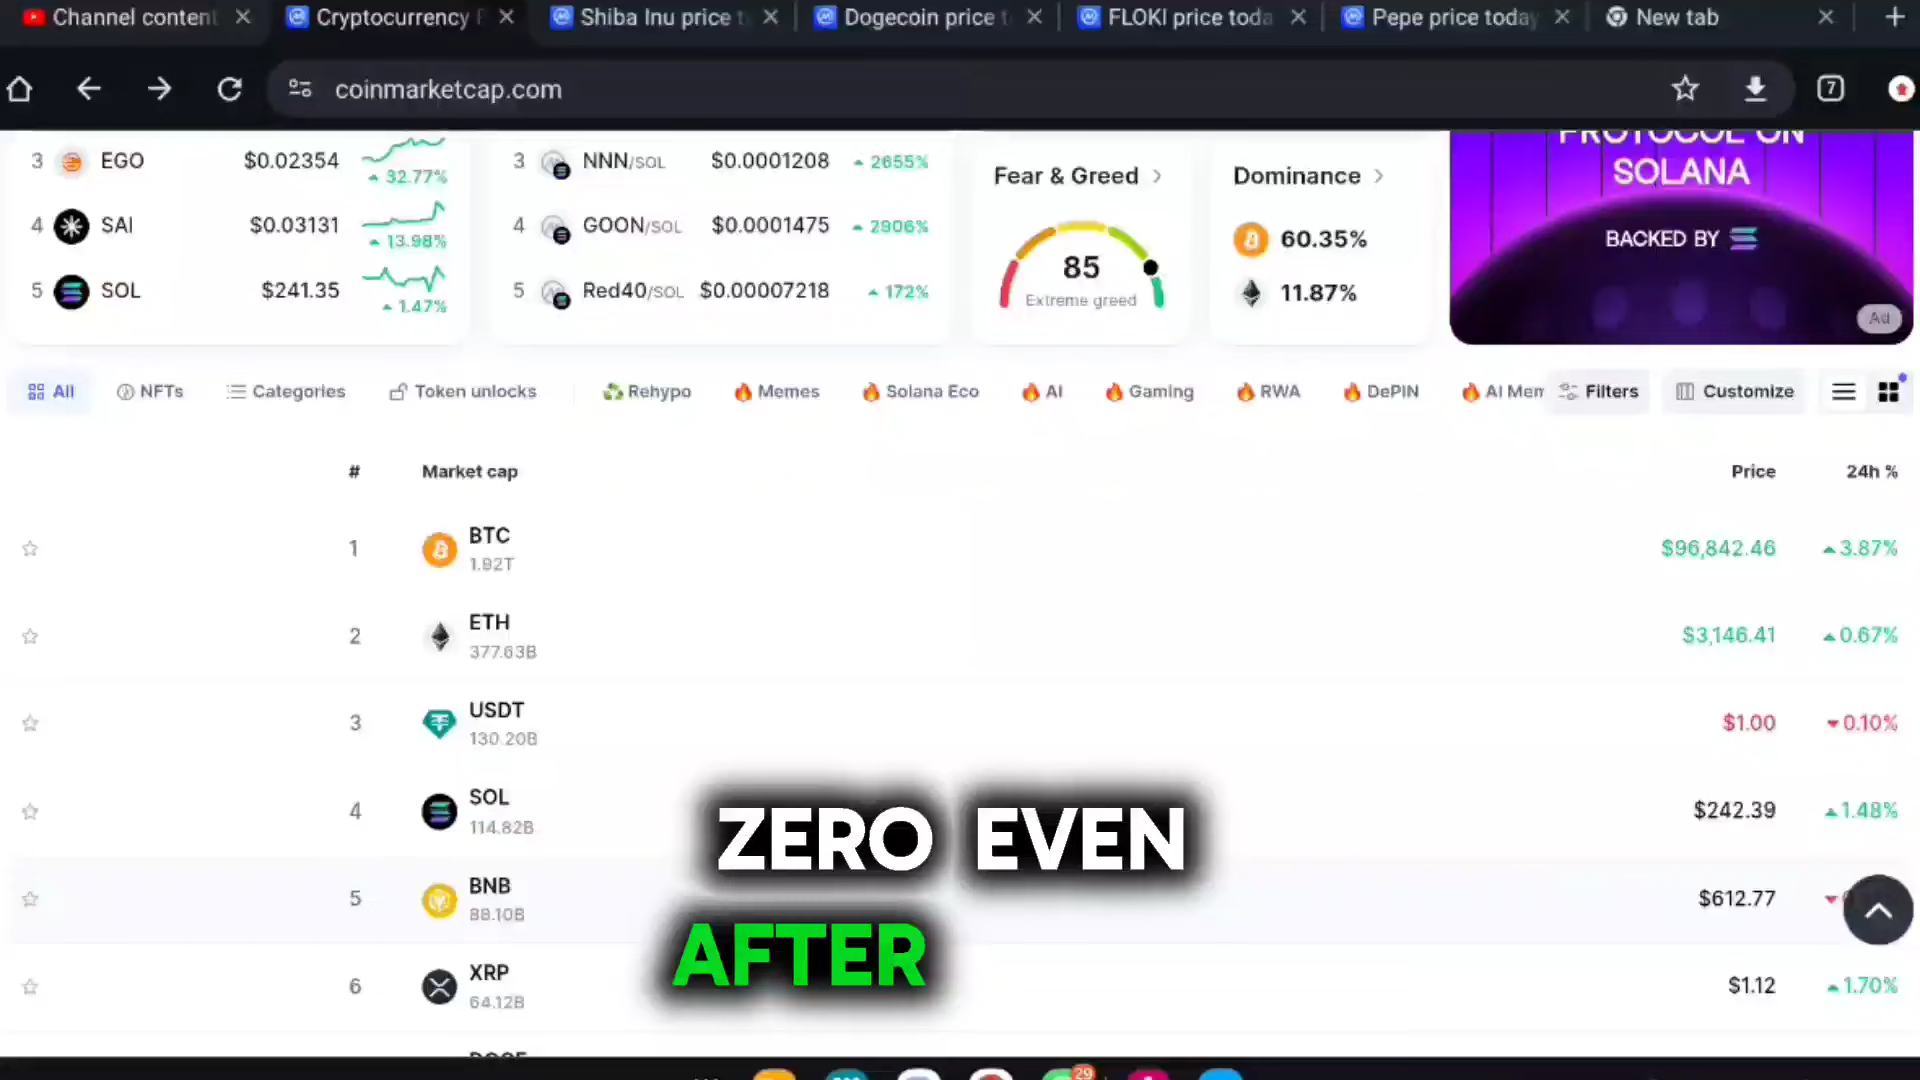 Channel content
Cryptocurrency
Shiba Inu price t
Dogecoin price t
FLOKI price toda
Pepe price today
New tab
coinmarketcap.com
7
3 EGO $0.02354 32.77%
4 SAI $0.03131 13.98%
5 SOL $241.35 1.47%
3 NNN/SOL $0.0001208 2655%
4 GOON/SOL $0.0001475 2906%
5 Red40/SOL $0.00007218 172%
Fear & Greed
85
Extreme greed
Dominance
60.35%
11.87%
PROTOCOL ON
SOLANA
BACKED BY
Ad
All NFTs Categories Token unlocks Rehypo Memes Solana Eco AI Gaming RWA DePIN AI Mem Filters Customize
# Market cap Price 24h %
1 BTC $96,842.46 3.87%
1.92T
2 ETH $3,146.41 0.67%
377.63B
3 USDT $1.00 0.10%
130.20B
4 SOL $242.39 1.48%
114.82B
5 BNB $612.77
88.10B
6 XRP $1.12 1.70%
64.12B
ZERO EVEN
AFTER
29